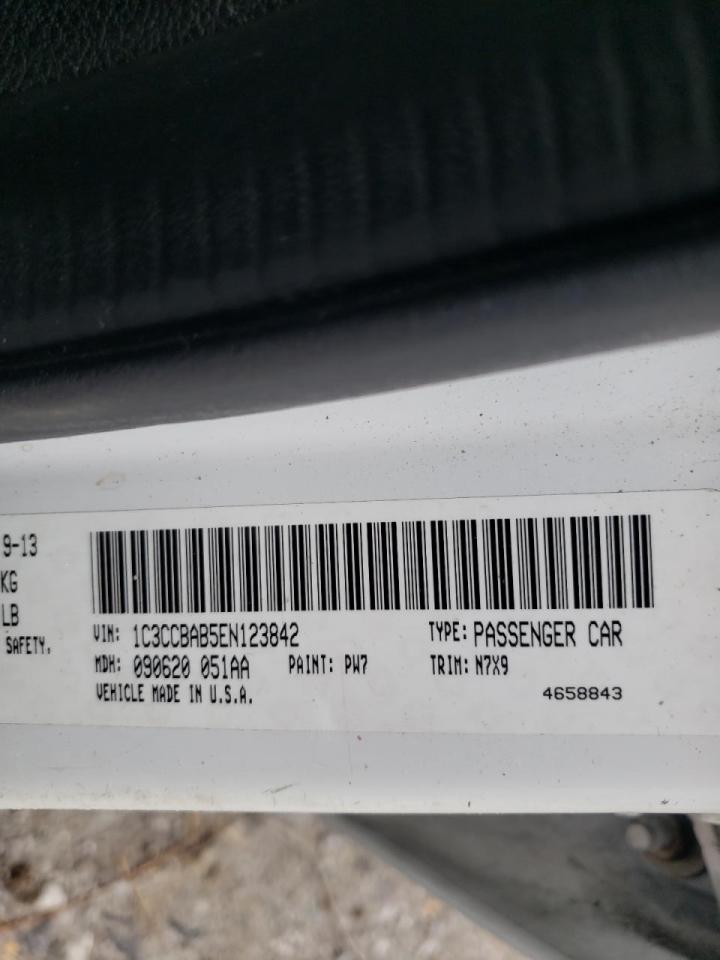 9-13
KG
LB
SAFETY.
VIN: 1C3CCBAB5EN123842 TYPE: PASSENGER CAR
MDH: 090620 051AA PAINT: PW7 TRIM: N7X9
VEHICLE MADE IN U.S.A. 4658843